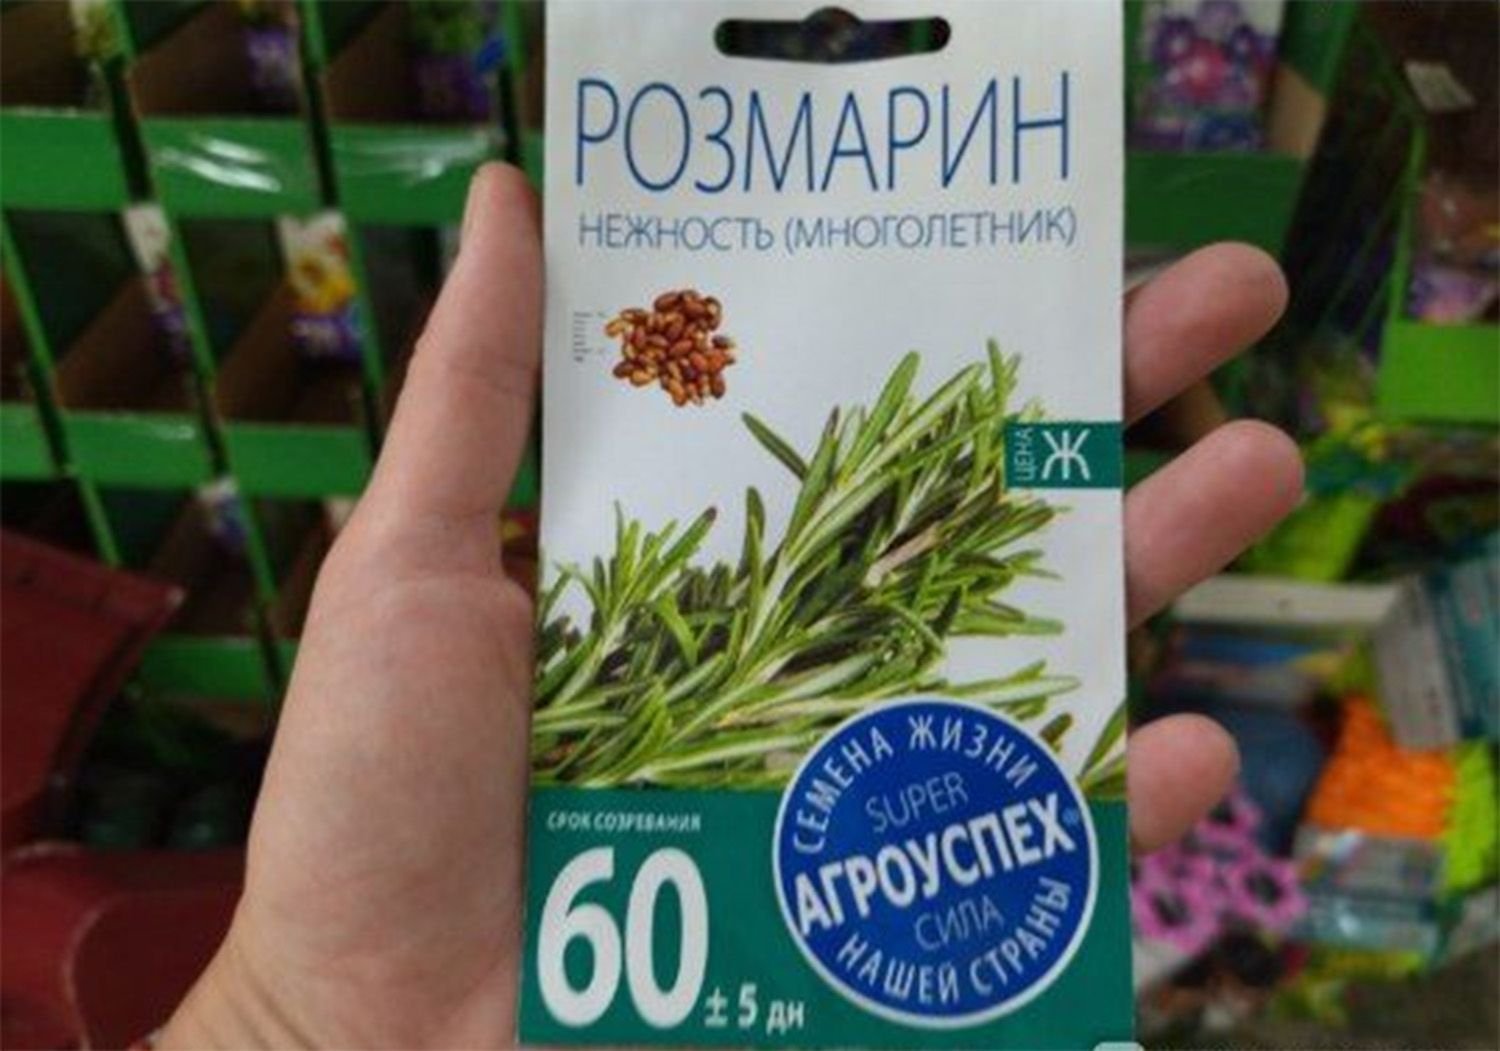 РОЗМАРИН
НЕЖНОСТЬ (МНОГОЛЕТНИК)
ЦЕНА Ж
СЕМЕНА ЖИЗНИ
SUPER
АГРОУСПЕХ®
СИЛА
НАШЕЙ СТРАНЫ
СРОК СОЗРЕВАНИЯ
60 ± 5 дн